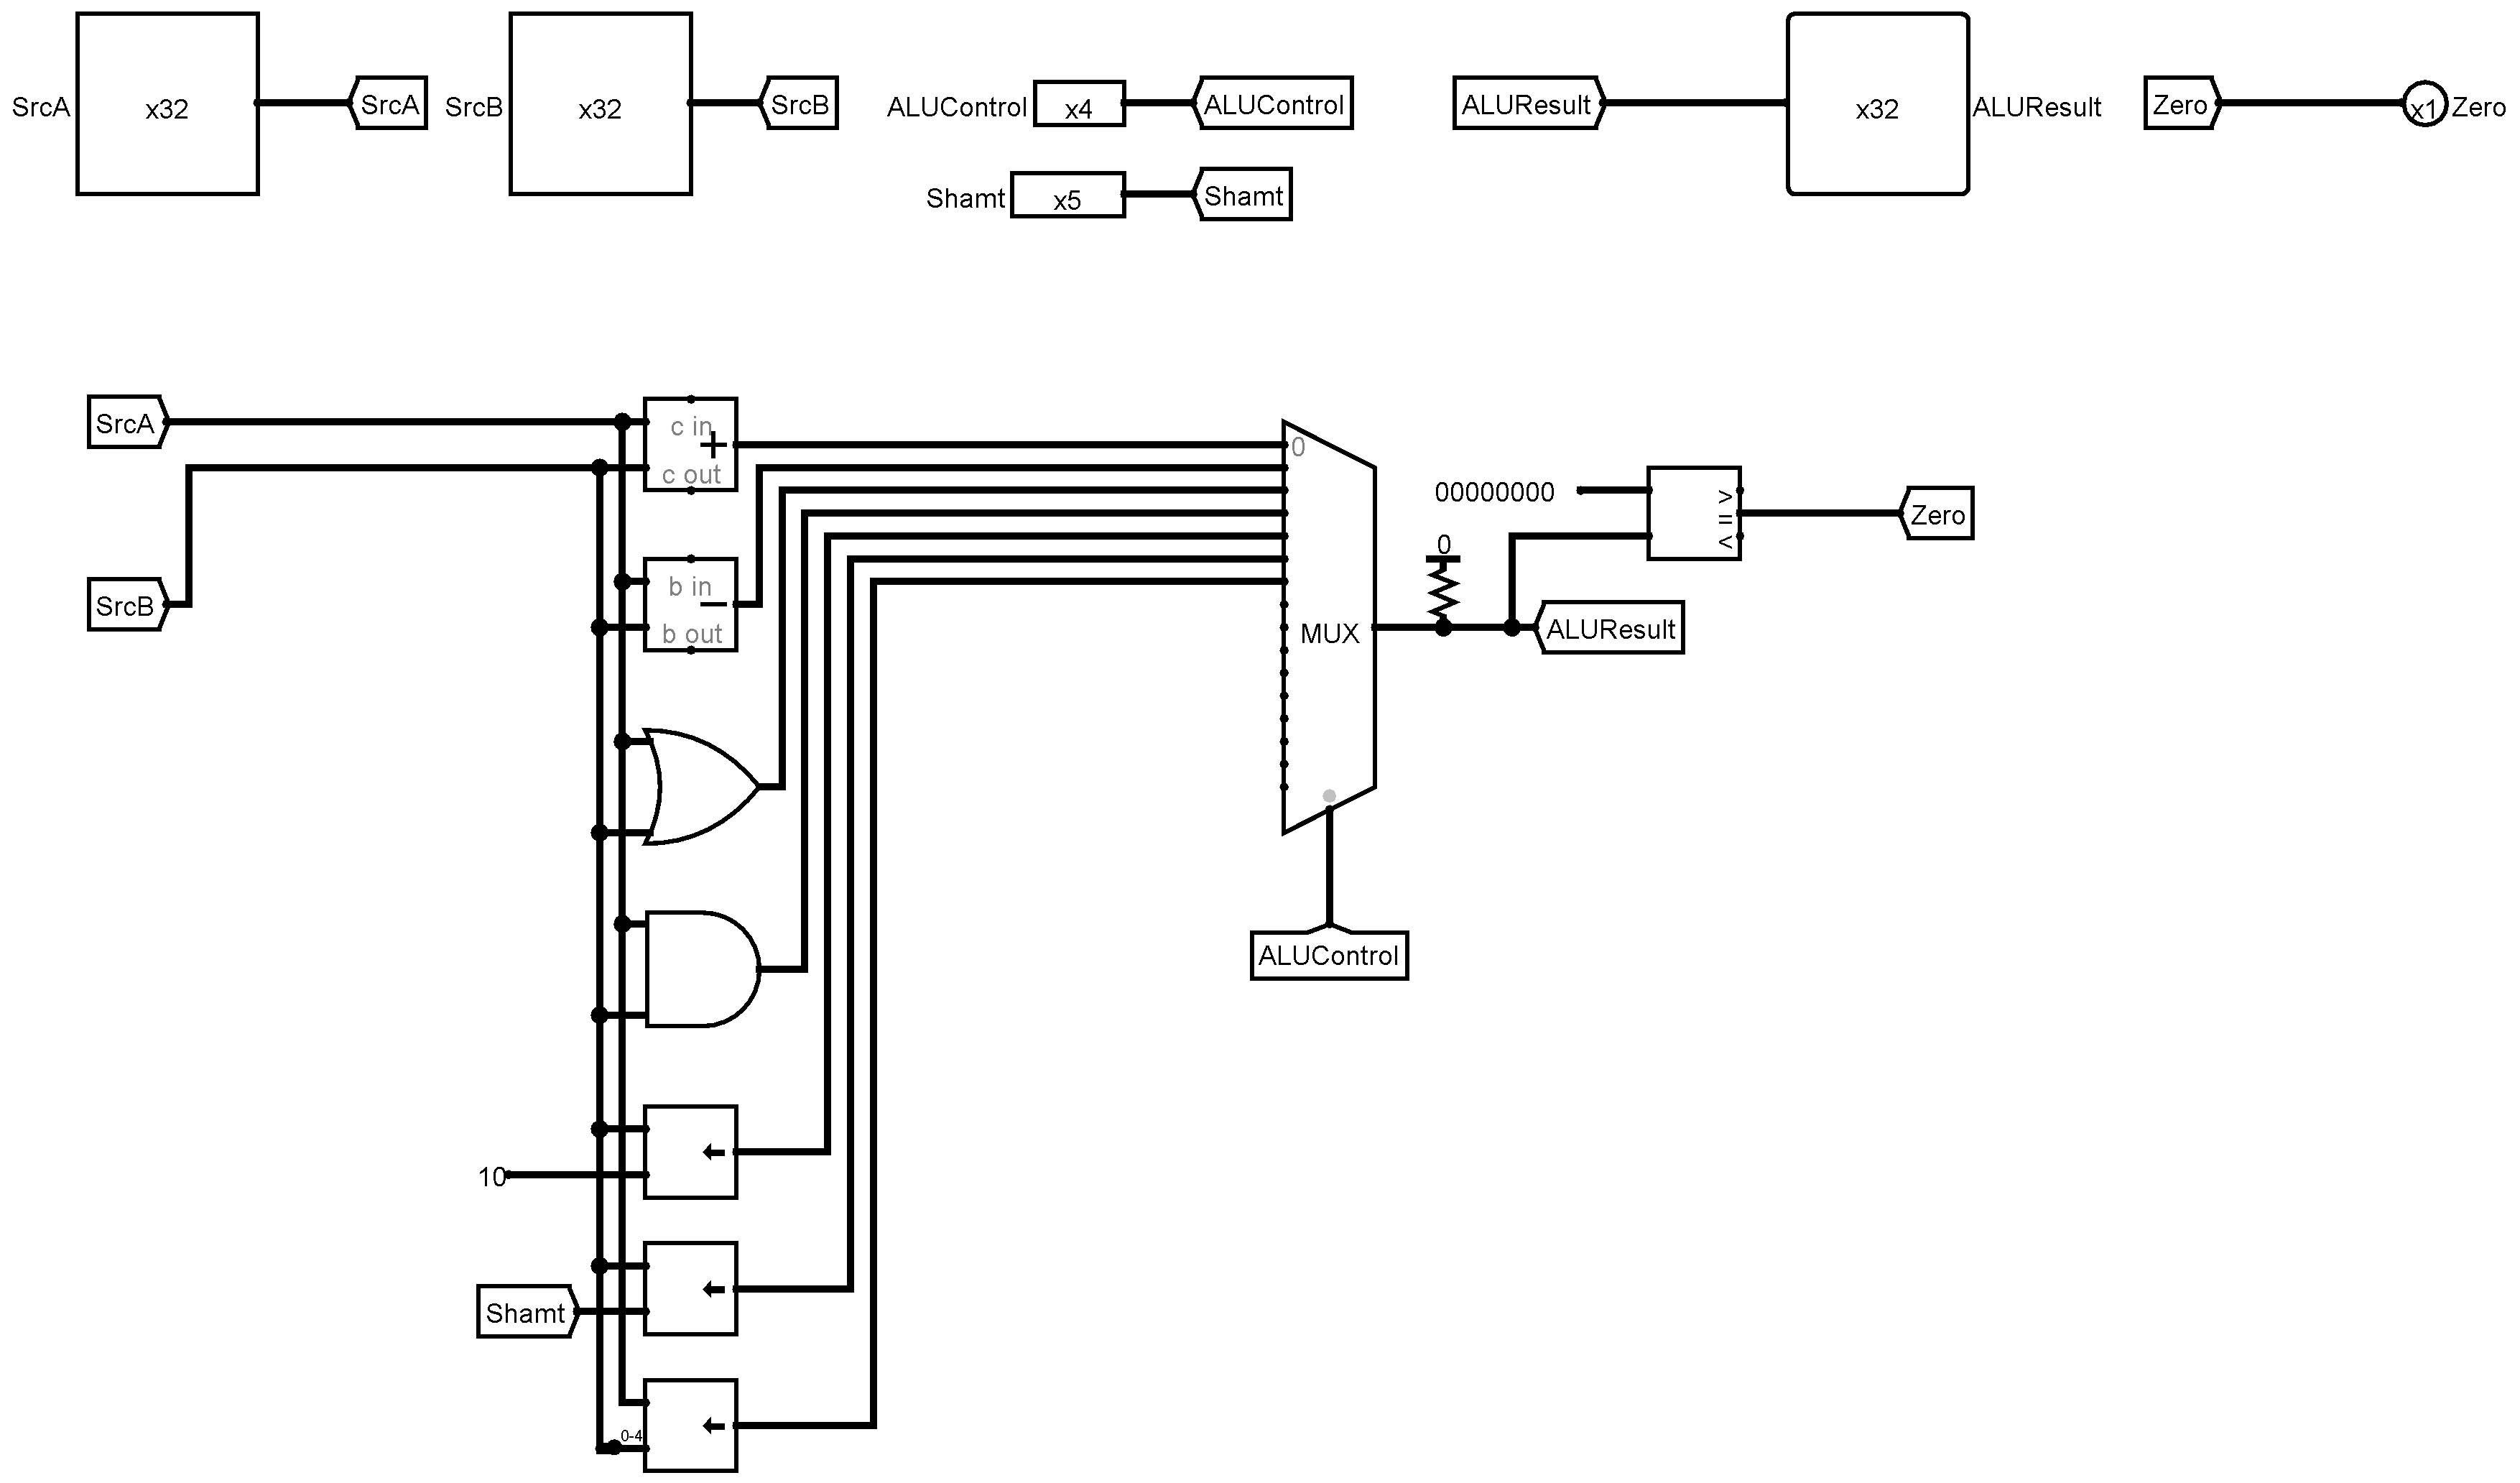 SrcA
x32
SrcA
SrcB
x32
SrcB
ALUControl
x4
ALUControl
ALUResult
x32
ALUResult
Zero
x1
Zero
Shamt
x5
Shamt
SrcA
c in
+
c out
0
00000000
>
=
<
Zero
0
SrcB
b in
−
b out
MUX
ALUResult
ALUControl
10
Shamt
0-4